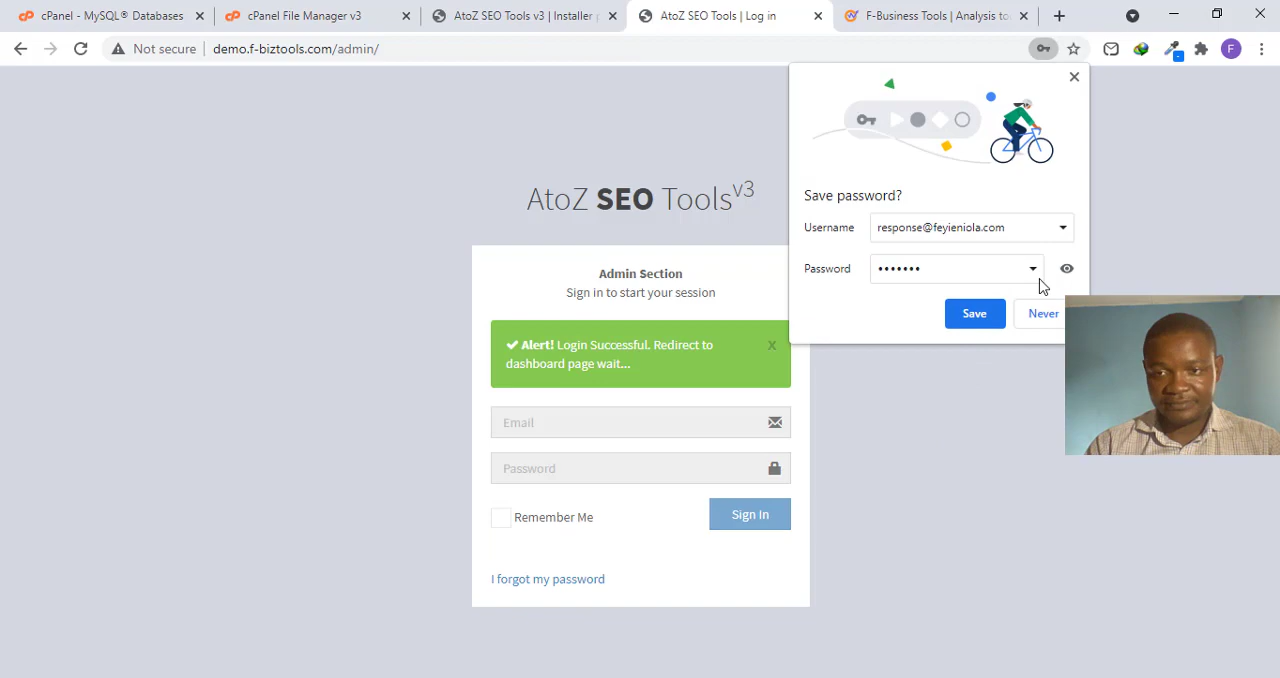 cPanel - MySQL® Databases
cPanel File Manager v3
AtoZ SEO Tools v3 | Installer p
AtoZ SEO Tools | Log in
F-Business Tools | Analysis to
Not secure
demo.f-biztools.com/admin/
F
Save password?
Username
response@feyieniola.com
Password
•••••••
Save
Never
AtoZ SEO Tools v3
Admin Section
Sign in to start your session
Alert! Login Successful. Redirect to
dashboard page wait...
x
Email
Password
Remember Me
Sign In
I forgot my password